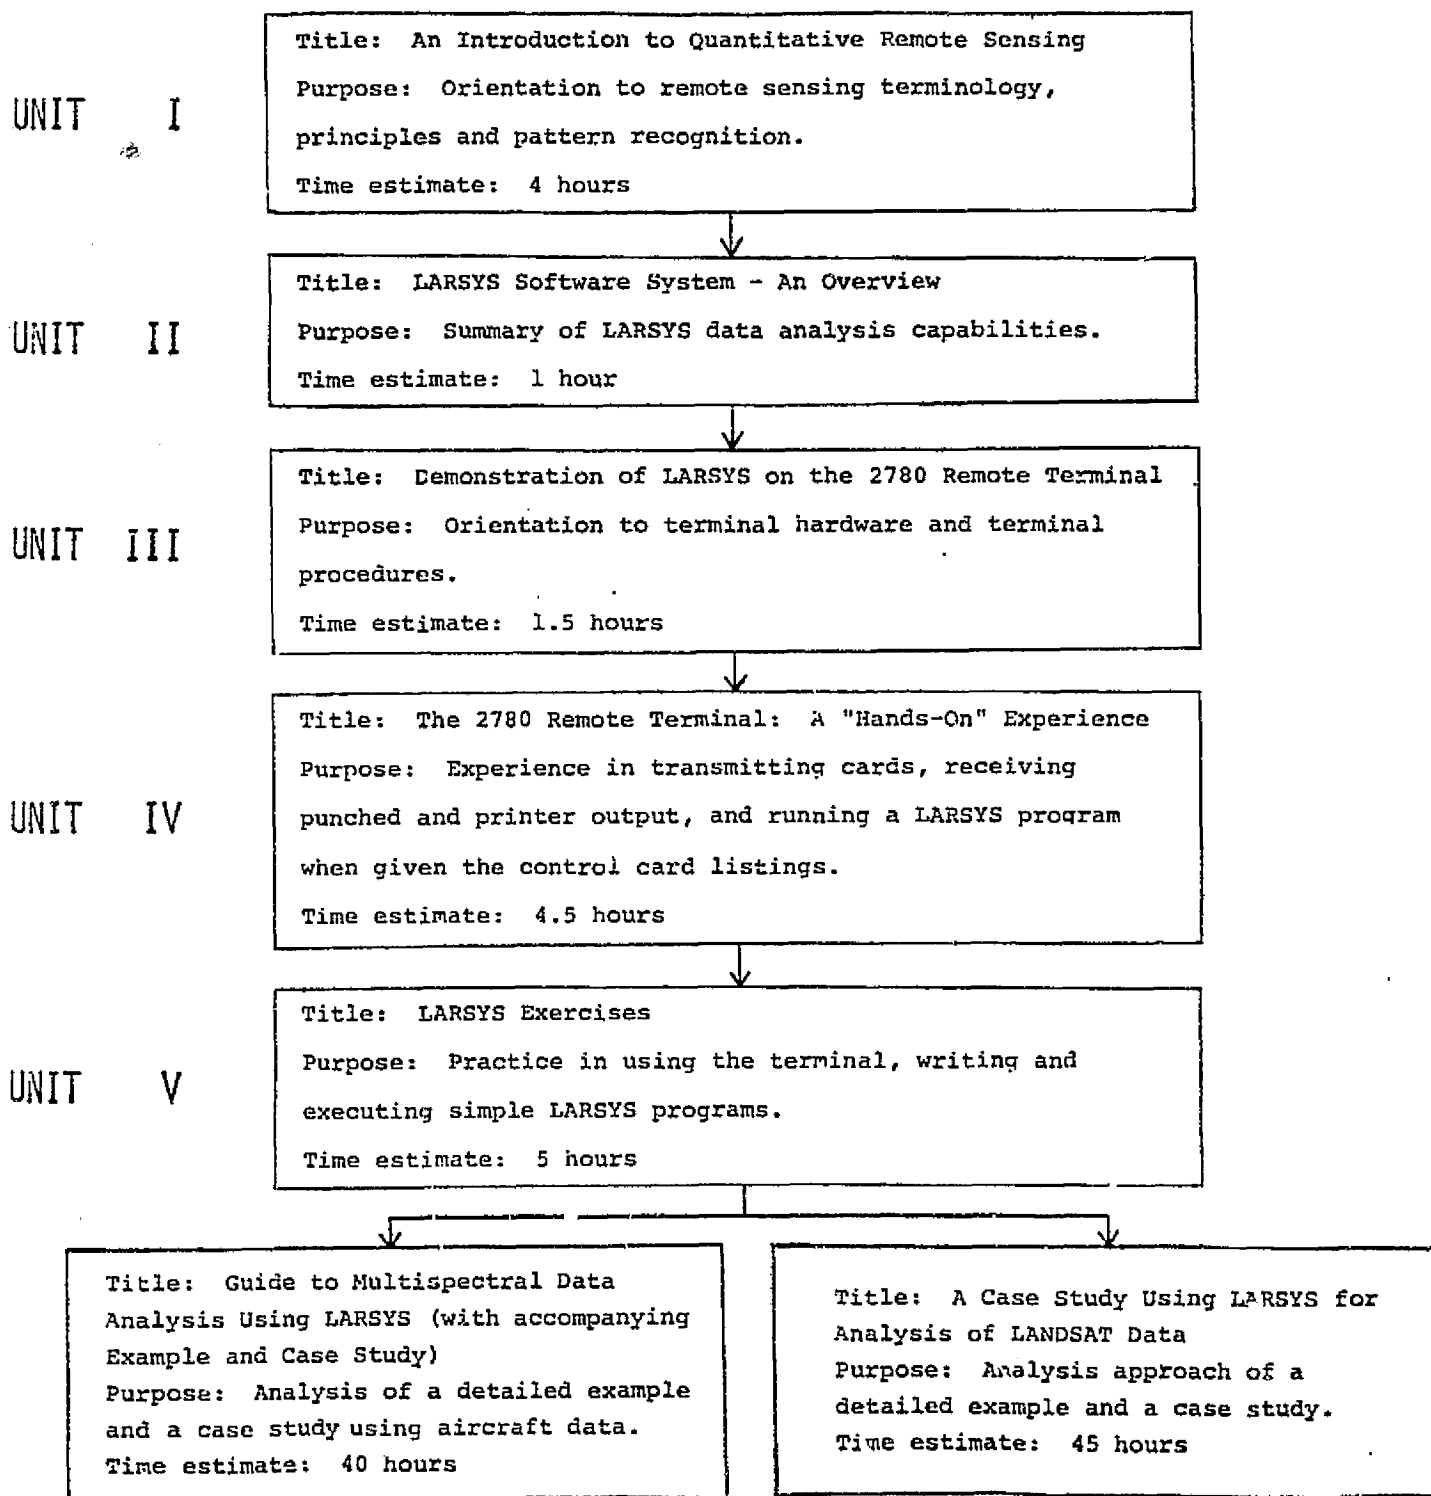 UNIT I
Title: An Introduction to Quantitative Remote Sensing
Purpose: Orientation to remote sensing terminology,
principles and pattern recognition.
Time estimate: 4 hours
UNIT II
Title: LARSYS Software System - An Overview
Purpose: Summary of LARSYS data analysis capabilities.
Time estimate: 1 hour
UNIT III
Title: Demonstration of LARSYS on the 2780 Remote Terminal
Purpose: Orientation to terminal hardware and terminal
procedures.
Time estimate: 1.5 hours
UNIT IV
Title: The 2780 Remote Terminal: A "Hands-On" Experience
Purpose: Experience in transmitting cards, receiving
punched and printer output, and running a LARSYS program
when given the control card listings.
Time estimate: 4.5 hours
UNIT V
Title: LARSYS Exercises
Purpose: Practice in using the terminal, writing and
executing simple LARSYS programs.
Time estimate: 5 hours
Title: Guide to Multispectral Data
Analysis Using LARSYS (with accompanying
Example and Case Study)
Purpose: Analysis of a detailed example
and a case study using aircraft data.
Time estimate: 40 hours
Title: A Case Study Using LARSYS for
Analysis of LANDSAT Data
Purpose: Analysis approach of a
detailed example and a case study.
Time estimate: 45 hours